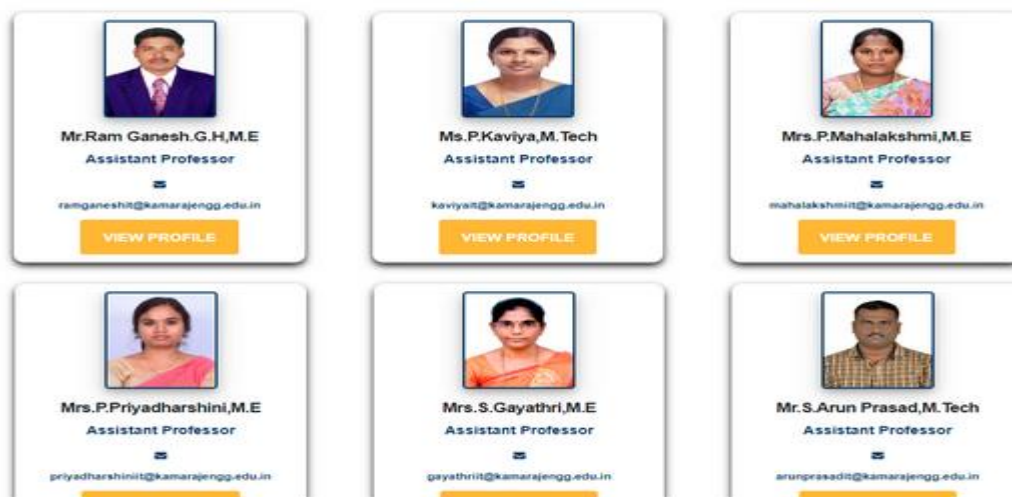 Mr.Ram Ganesh.G.H,M.E
Assistant Professor
ramganeshit@kamarajengg.edu.in
VIEW PROFILE
Ms.P.Kaviya,M.Tech
Assistant Professor
kaviyait@kamarajengg.edu.in
VIEW PROFILE
Mrs.P.Mahalakshmi,M.E
Assistant Professor
mahalakshmiit@kamarajengg.edu.in
VIEW PROFILE
Mrs.P.Priyadharshini,M.E
Assistant Professor
priyadharshiniit@kamarajengg.edu.in
Mrs.S.Gayathri,M.E
Assistant Professor
gayathriit@kamarajengg.edu.in
Mr.S.Arun Prasad,M.Tech
Assistant Professor
arunprasadit@kamarajengg.edu.in